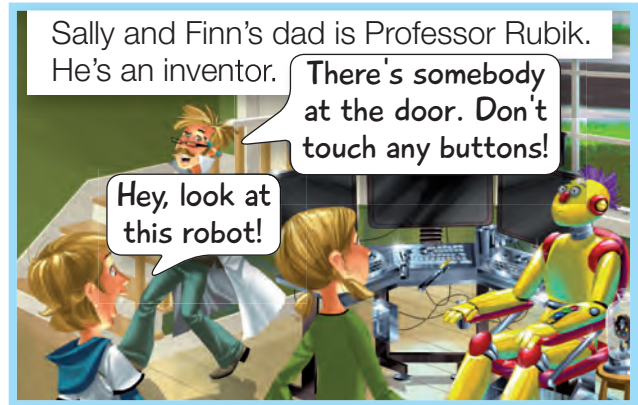 Sally and Finn's dad is Professor Rubik.
He's an inventor.
There's somebody
at the door. Don't
touch any buttons!
Hey, look at
this robot!